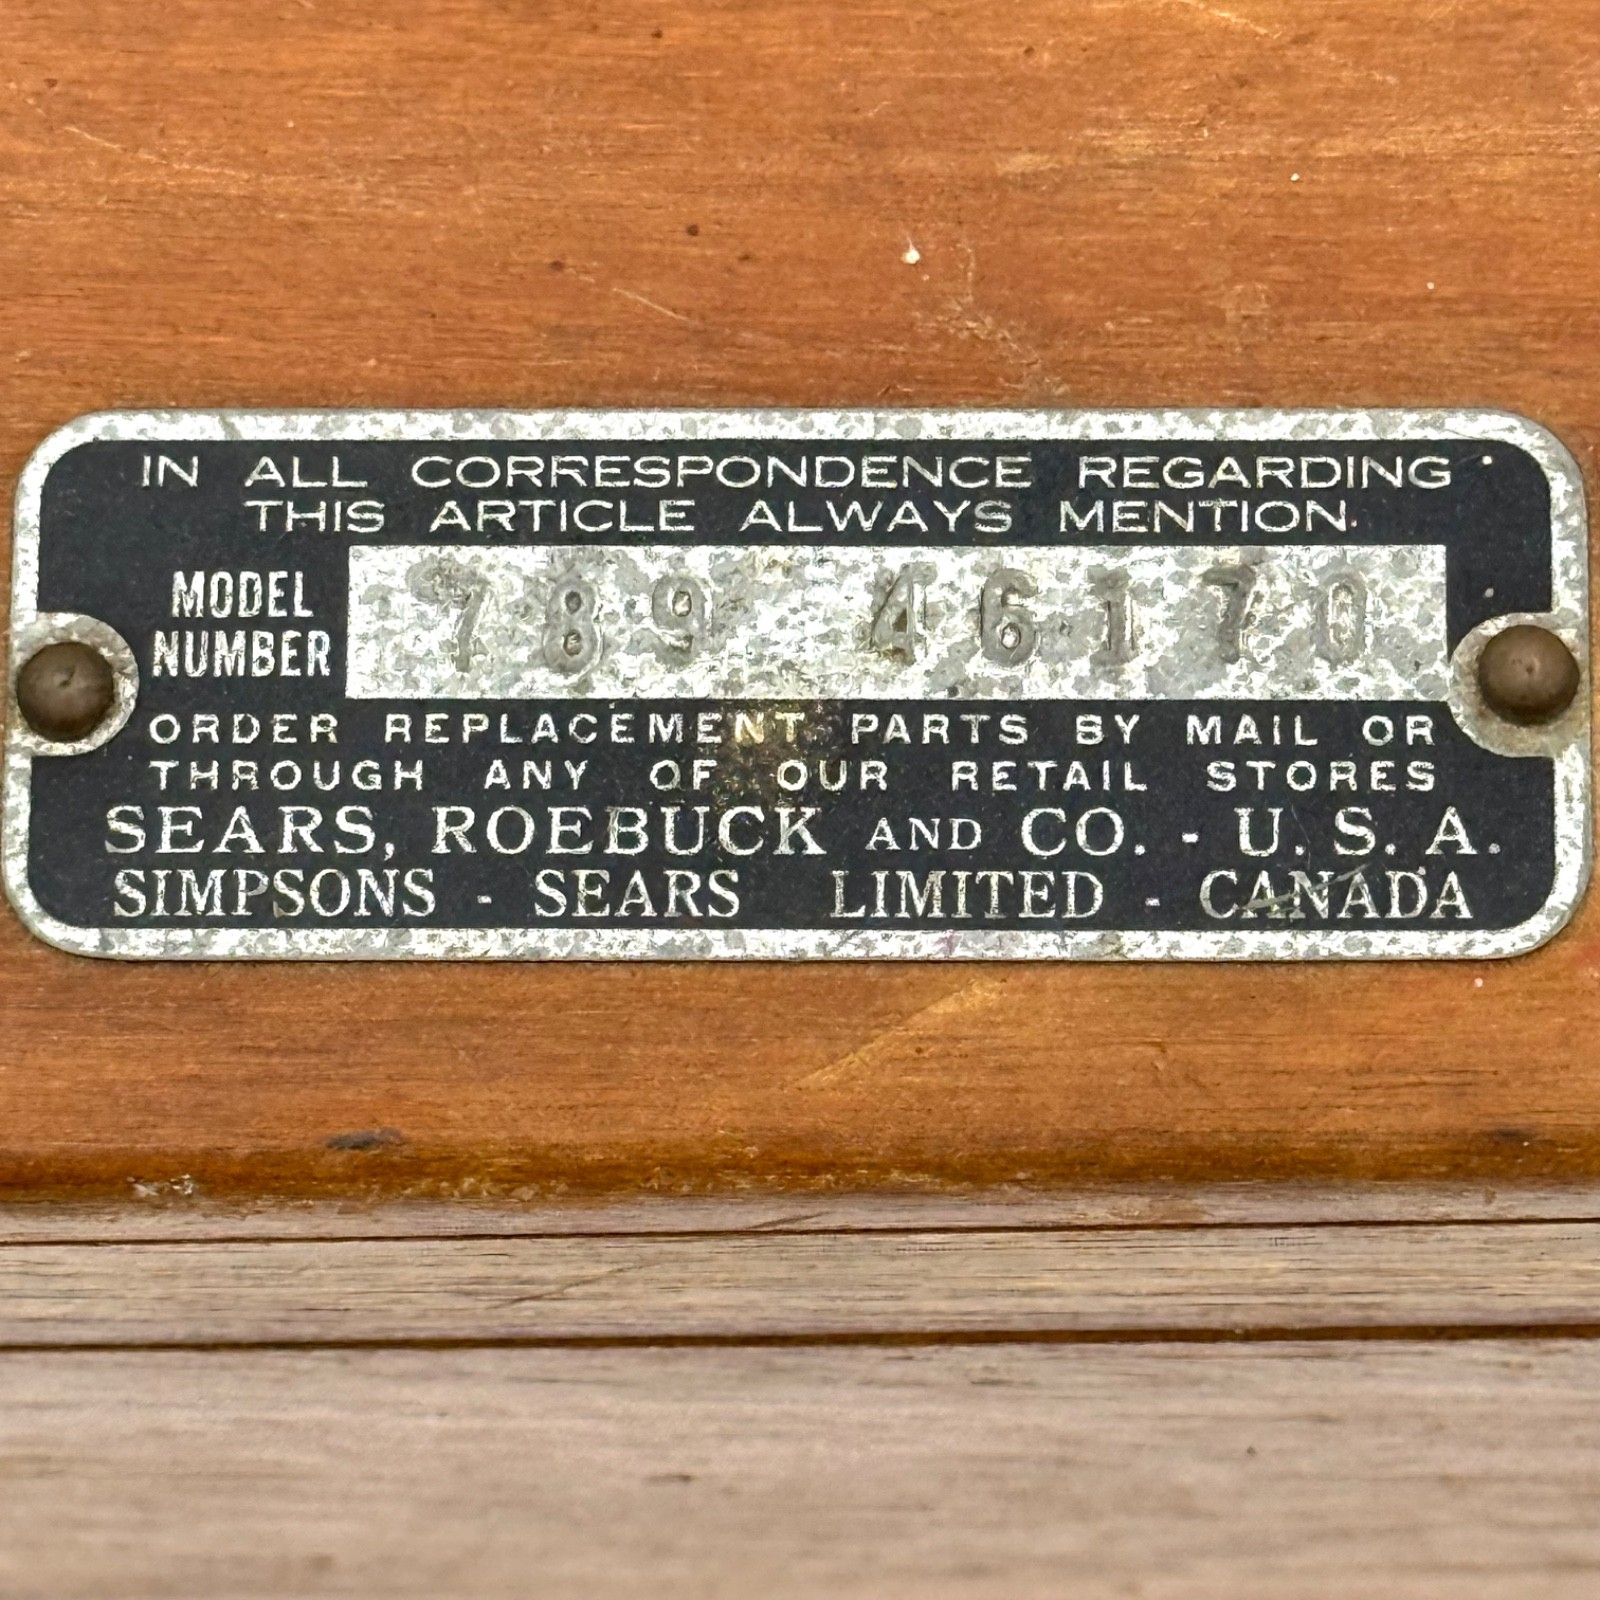 IN ALL CORRESPONDENCE REGARDING
THIS ARTICLE ALWAYS MENTION
MODEL NUMBER 789 46170
ORDER REPLACEMENT PARTS BY MAIL OR
THROUGH ANY OF OUR RETAIL STORES
SEARS, ROEBUCK AND CO. - U. S. A.
SIMPSONS - SEARS LIMITED - CANADA